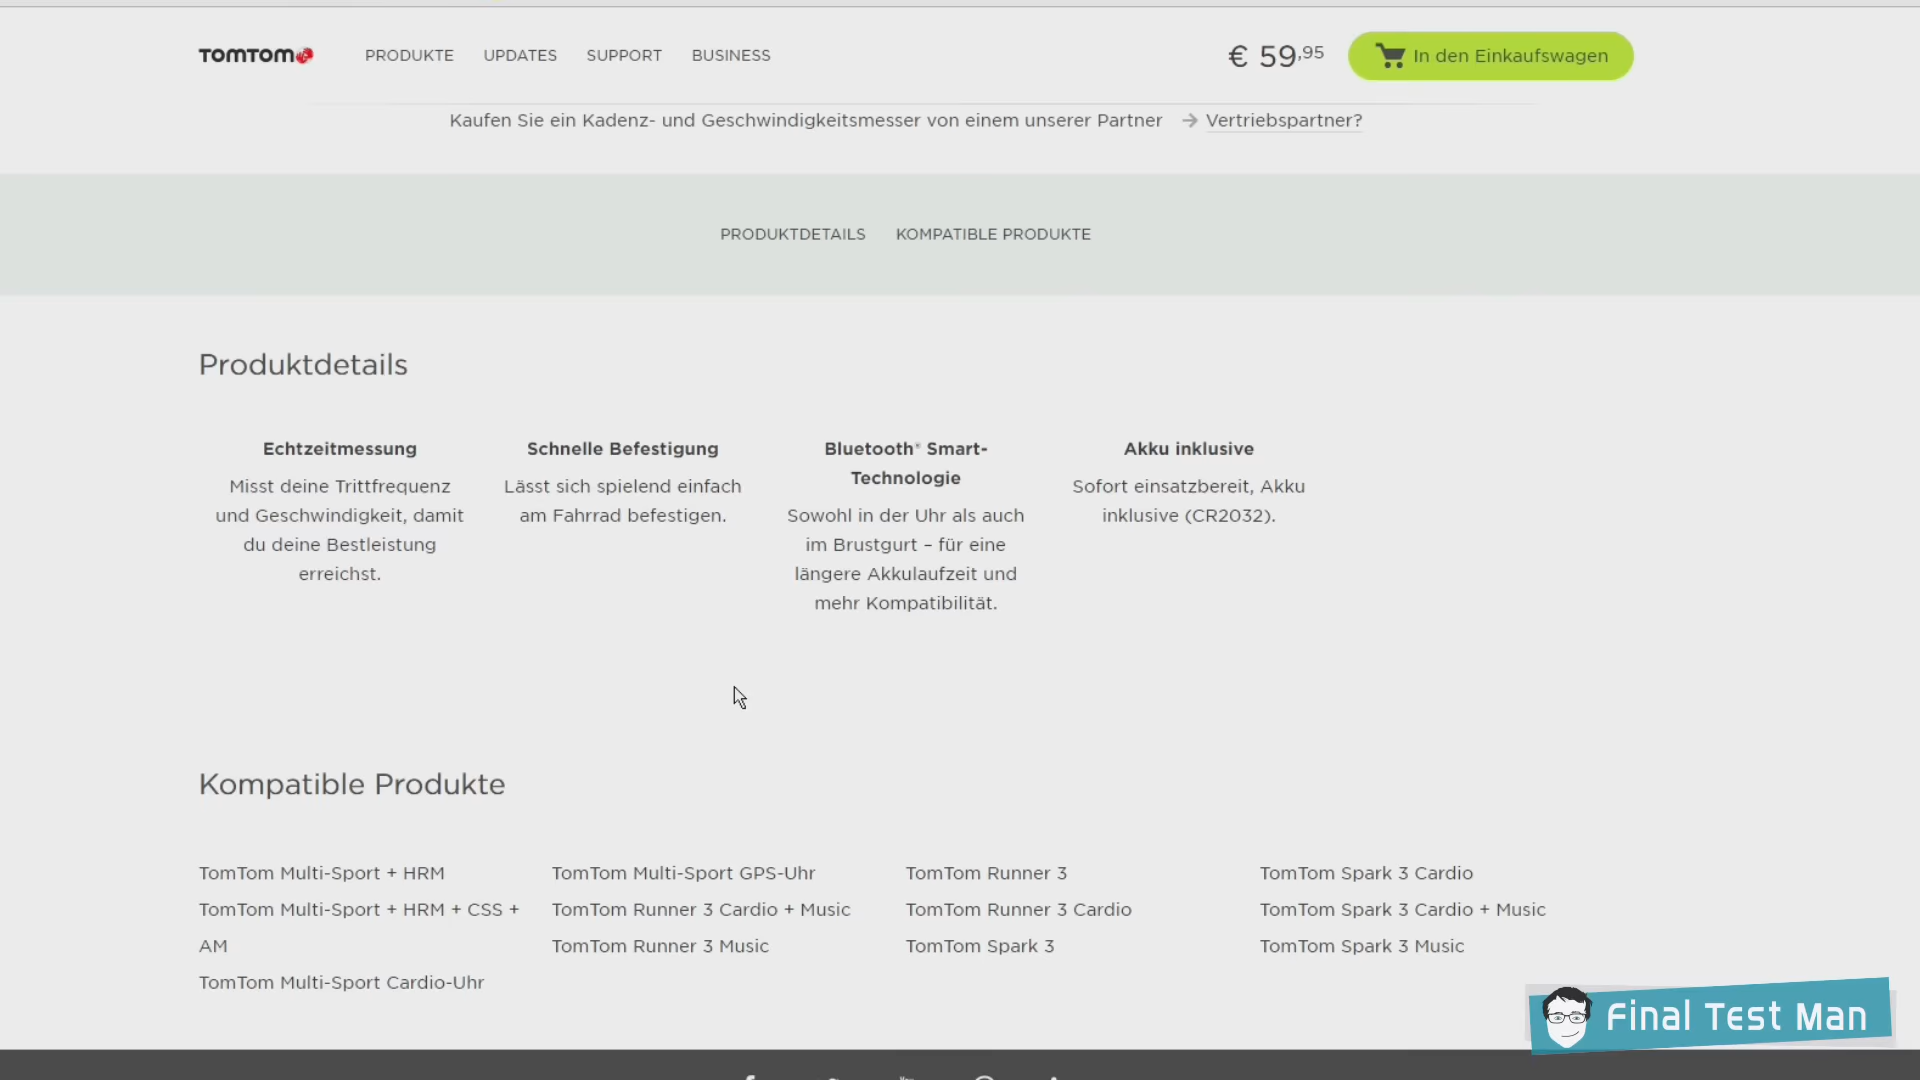 TOMTOM PRODUKTE UPDATES SUPPORT BUSINESS € 59,95 In den Einkaufswagen
Kaufen Sie ein Kadenz- und Geschwindigkeitsmesser von einem unserer Partner → Vertriebspartner?
PRODUKTDETAILS KOMPATIBLE PRODUKTE
Produktdetails
Echtzeitmessung
Misst deine Trittfrequenz
und Geschwindigkeit, damit
du deine Bestleistung
erreichst.
Schnelle Befestigung
Lässt sich spielend einfach
am Fahrrad befestigen.
Bluetooth® Smart-
Technologie
Sowohl in der Uhr als auch
im Brustgurt – für eine
längere Akkulaufzeit und
mehr Kompatibilität.
Akku inklusive
Sofort einsatzbereit, Akku
inklusive (CR2032).
Kompatible Produkte
TomTom Multi-Sport + HRM
TomTom Multi-Sport + HRM + CSS +
AM
TomTom Multi-Sport Cardio-Uhr
TomTom Multi-Sport GPS-Uhr
TomTom Runner 3 Cardio + Music
TomTom Runner 3 Music
TomTom Runner 3
TomTom Runner 3 Cardio
TomTom Spark 3
TomTom Spark 3 Cardio
TomTom Spark 3 Cardio + Music
TomTom Spark 3 Music
Final Test Man